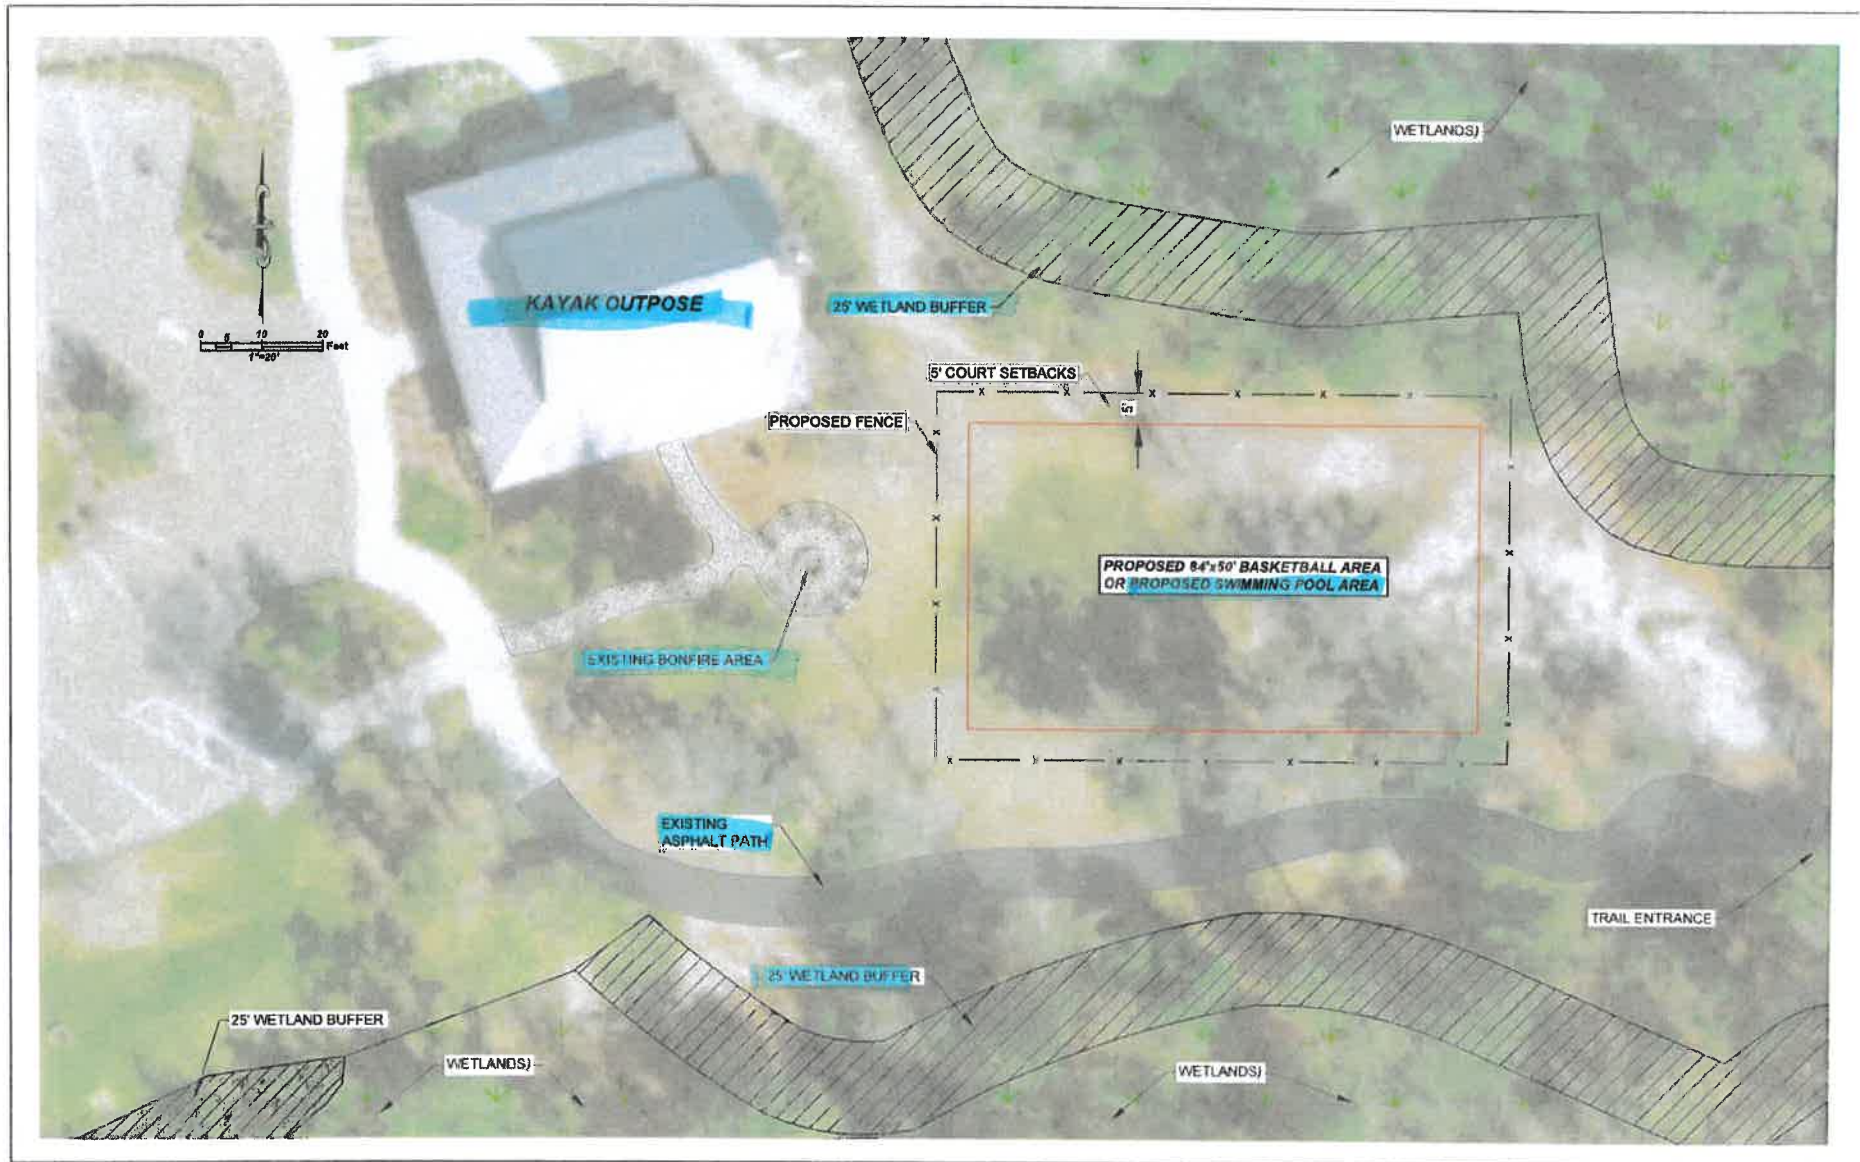 WETLANDS)
KAYAK OUTPOSE
25' WETLAND BUFFER
0 5 10 20
Feet
1"=20'
5' COURT SETBACKS
5'
PROPOSED FENCE
PROPOSED 84'x50' BASKETBALL AREA
OR PROPOSED SWIMMING POOL AREA
EXISTING BONFIRE AREA
EXISTING
ASPHALT PATH
TRAIL ENTRANCE
25' WETLAND BUFFER
25' WETLAND BUFFER
WETLANDS)
WETLANDS)